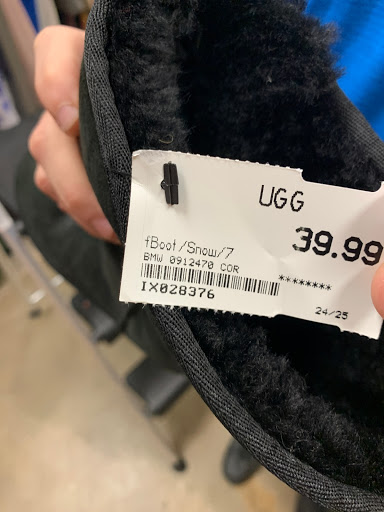 UGG
39.99
fBoot/Snow/7
BMW 0912470 COR
********
IX028376
24/25